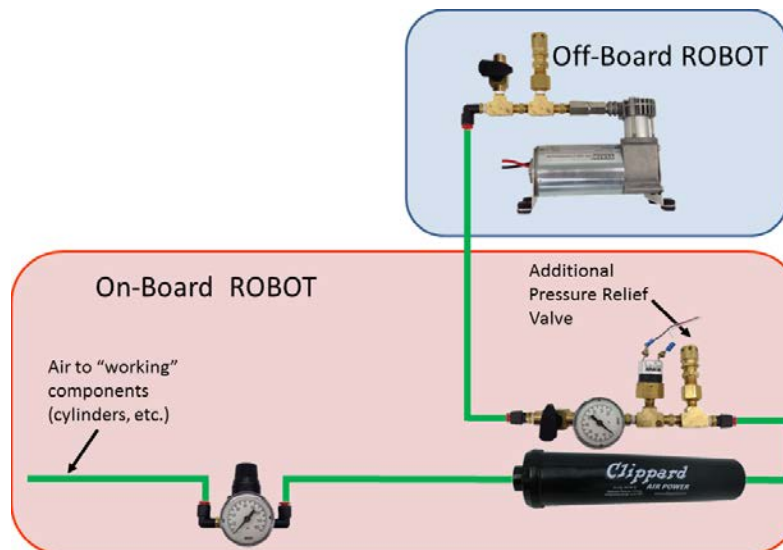 Off-Board ROBOT
On-Board ROBOT
Additional
Pressure Relief
Valve
Air to “working”
components
(cylinders, etc.)
Clippard
AIR POWER